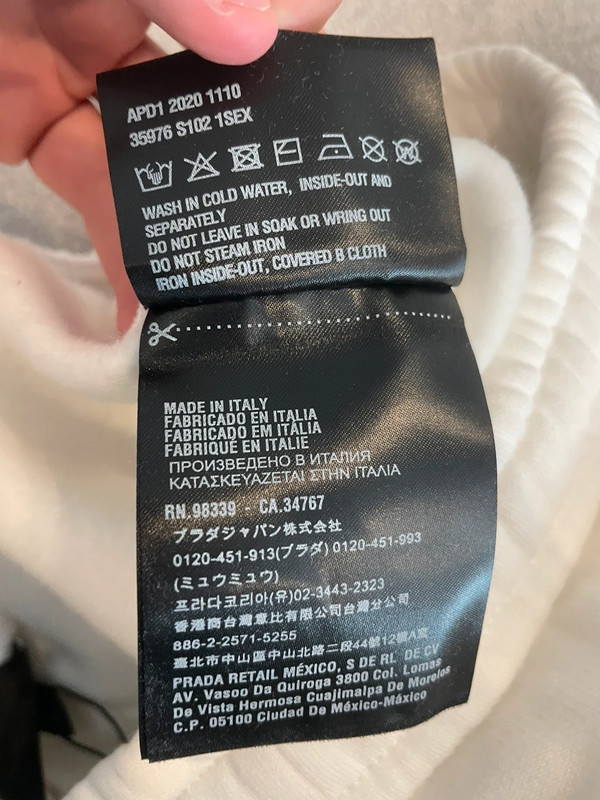 APD1 2020 1110
35976 S102 1SEX
WASH IN COLD WATER, INSIDE-OUT AND
SEPARATELY
DO NOT LEAVE IN SOAK OR WRING OUT
DO NOT STEAM IRON
IRON INSIDE-OUT, COVERED B CLOTH
MADE IN ITALY
FABRICADO EN ITALIA
FABRICADO EM ITÁLIA
FABRIQUÉ EN ITALIE
ПРОИЗВЕДЕНО В ИТАЛИЯ
ΚΑΤΑΣΚΕΥΑΖΕΤΑΙ ΣΤΗΝ ΙΤΑΛΙΑ
RN.98339 - CA.34767
プラダジャパン株式会社
0120-451-913(プラダ) 0120-451-993
(ミュウミュウ)
프라다코리아(유)02-3443-2323
香港商台灣意比有限公司台灣分公司
886-2-2571-5255
臺北市中山區中山北路二段44號12樓A室
PRADA RETAIL MÉXICO, S DE RL DE CV
AV. Vasoo Da Quiroga 3800 Col. Lomas
De Vista Hermosa Cuajimalpa De Morelos
C.P. 05100 Ciudad De México-México